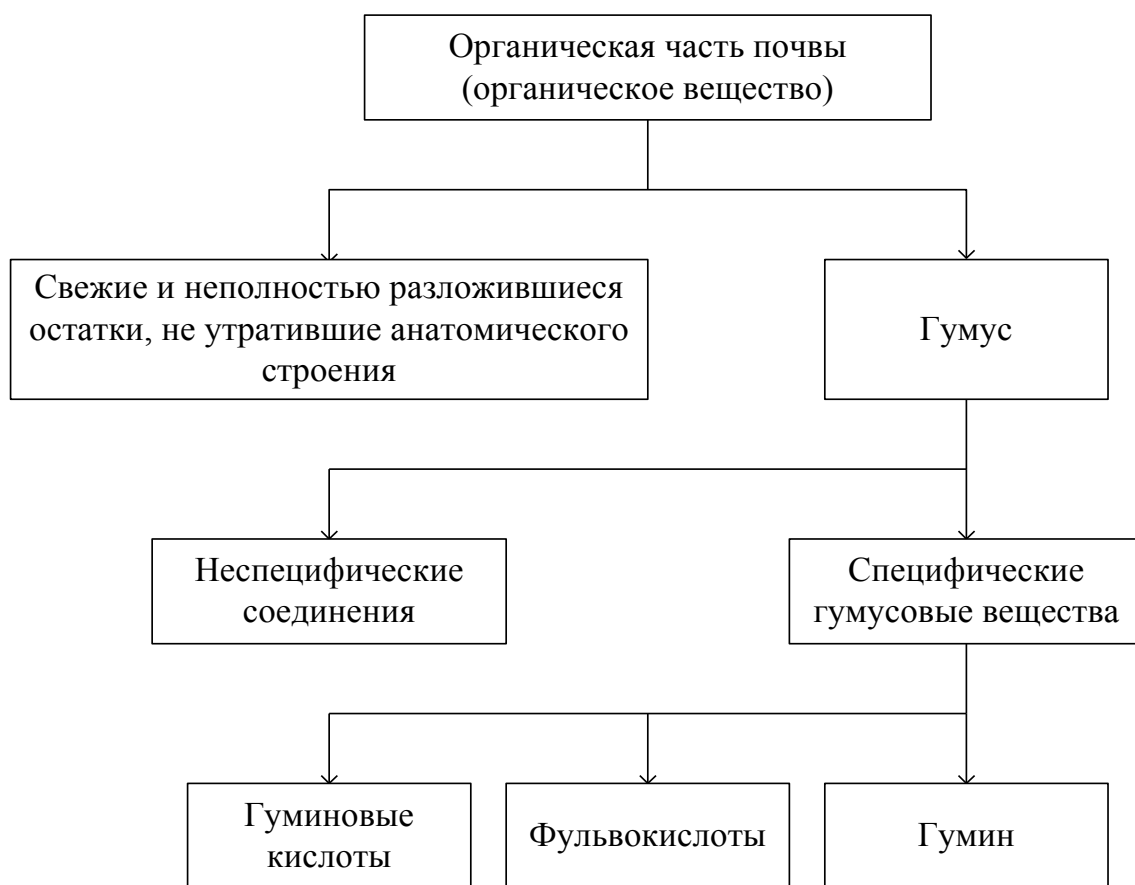 Органическая часть почвы
(органическое вещество)
Свежие и неполностью разложившиеся
остатки, не утратившие анатомического
строения
Гумус
Неспецифические
соединения
Специфические
гумусовые вещества
Гуминовые
кислоты
Фульвокислоты
Гумин